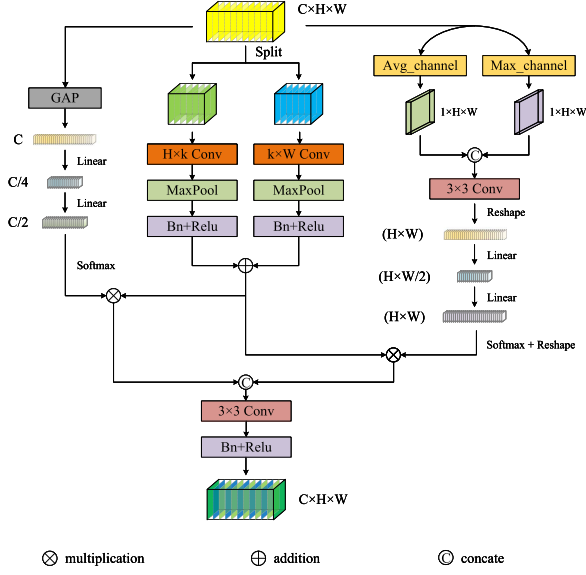 C×H×W
Split
Avg_channel
Max_channel
GAP
1×H×W
1×H×W
C
H×k Conv
k×W Conv
C
Linear
3×3 Conv
C/4
MaxPool
MaxPool
Linear
Reshape
C/2
Bn+Relu
Bn+Relu
(H×W)
Linear
Softmax
(H×W/2)
Linear
(H×W)
Softmax + Reshape
C
3×3 Conv
Bn+Relu
C×H×W
multiplication
addition
C concate